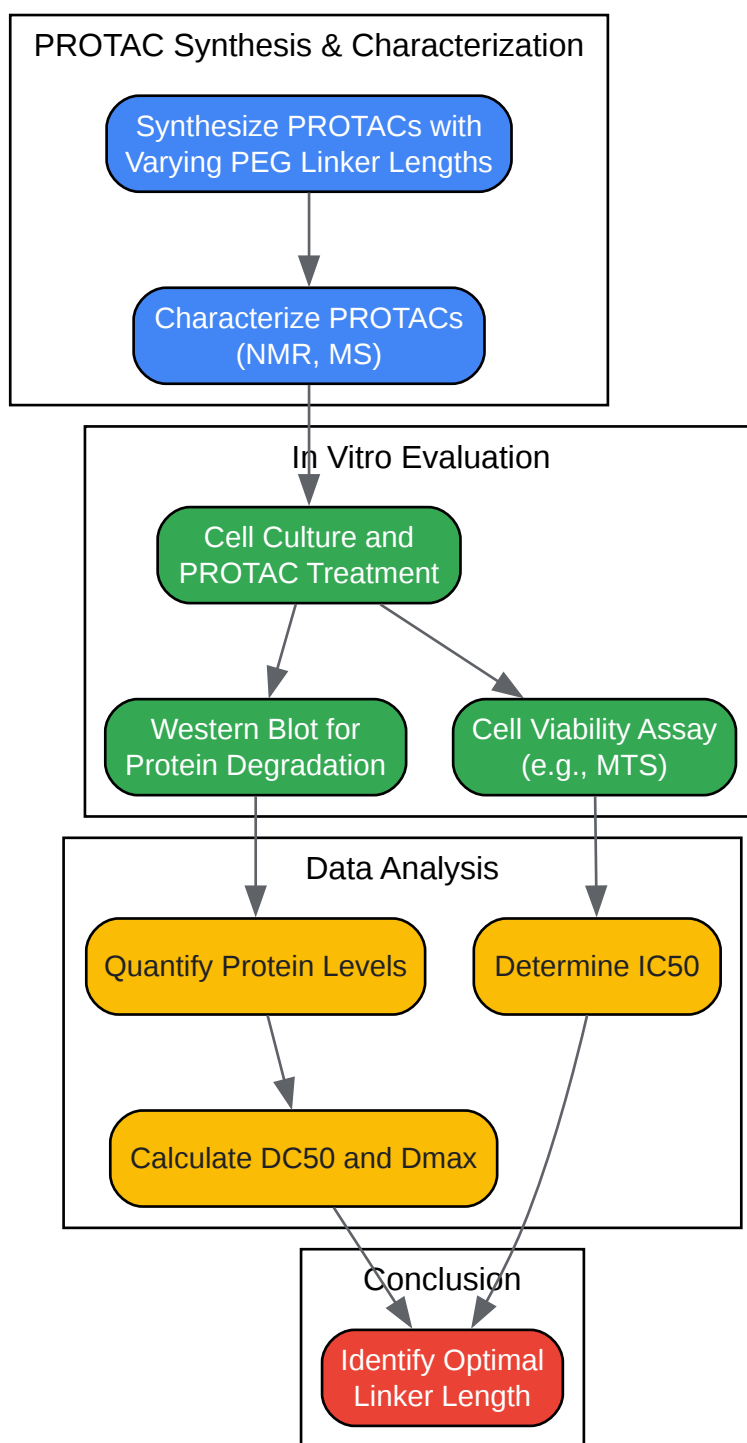 PROTAC Synthesis & Characterization
Synthesize PROTACs with
Varying PEG Linker Lengths
Characterize PROTACs
(NMR, MS)
In Vitro Evaluation
Cell Culture and
PROTAC Treatment
Western Blot for
Protein Degradation
Cell Viability Assay
(e.g., MTS)
Data Analysis
Quantify Protein Levels
Determine IC50
Calculate DC50 and Dmax
Conclusion
Identify Optimal
Linker Length